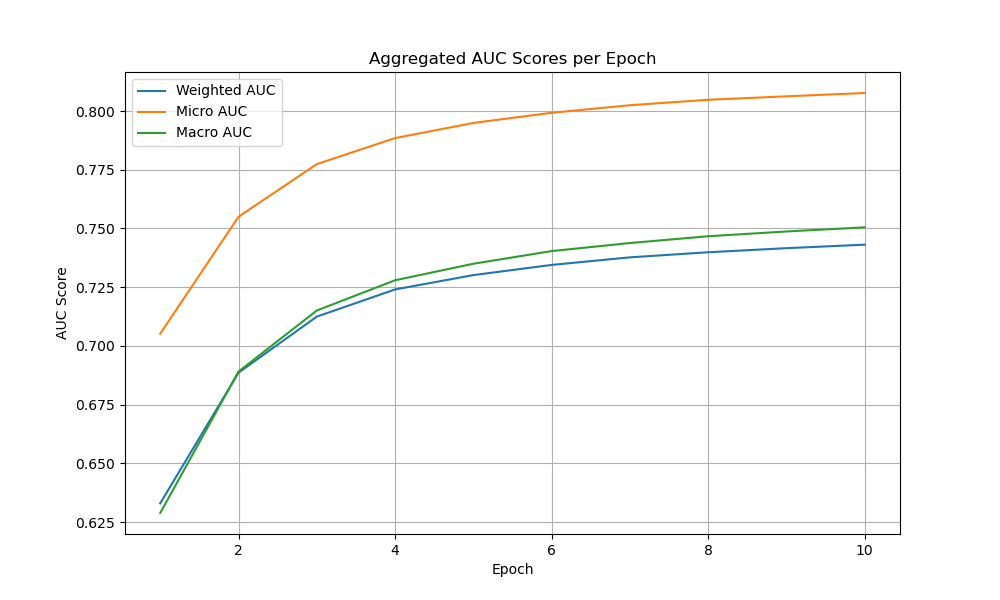 Aggregated AUC Scores per Epoch
Weighted AUC
Micro AUC
Macro AUC
AUC Score
0.800
0.775
0.750
0.725
0.700
0.675
0.650
0.625
2 4 6 8 10
Epoch